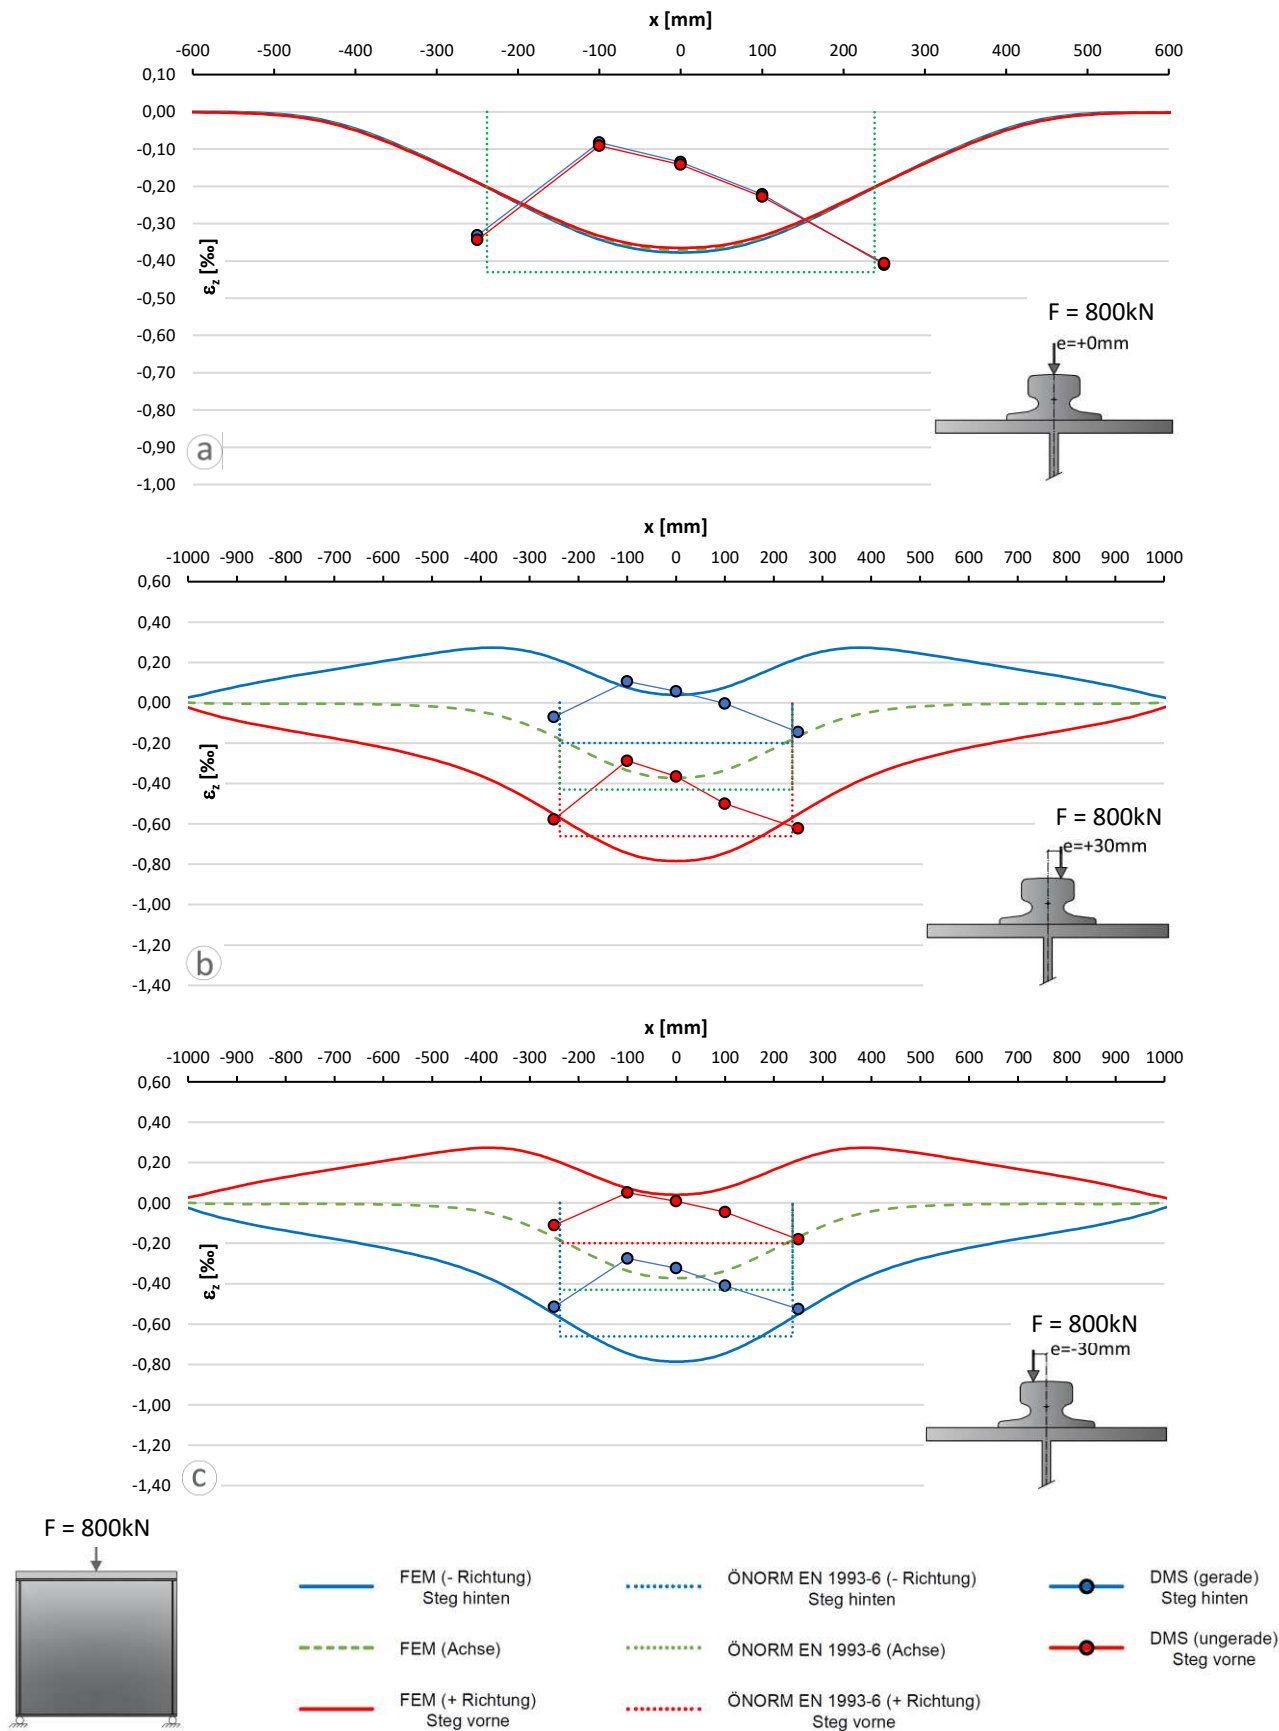 x [mm]
-600 -500 -400 -300 -200 -100 0 100 200 300 400 500 600
0,10
0,00
-0,10
-0,20
-0,30
-0,40
-0,50
-0,60
-0,70
-0,80
-0,90
-1,00
εz [‰]
F = 800kN
e=+0mm
a
x [mm]
-1000 -900 -800 -700 -600 -500 -400 -300 -200 -100 0 100 200 300 400 500 600 700 800 900 1000
0,60
0,40
0,20
0,00
-0,20
-0,40
-0,60
-0,80
-1,00
-1,20
-1,40
εz [‰]
F = 800kN
e=+30mm
b
x [mm]
-1000 -900 -800 -700 -600 -500 -400 -300 -200 -100 0 100 200 300 400 500 600 700 800 900 1000
0,60
0,40
0,20
0,00
-0,20
-0,40
-0,60
-0,80
-1,00
-1,20
-1,40
εz [‰]
F = 800kN
e=-30mm
c
F = 800kN
FEM (- Richtung)
Steg hinten
FEM (Achse)
FEM (+ Richtung)
Steg vorne
ÖNORM EN 1993-6 (- Richtung)
Steg hinten
ÖNORM EN 1993-6 (Achse)
ÖNORM EN 1993-6 (+ Richtung)
Steg vorne
DMS (gerade)
Steg hinten
DMS (ungerade)
Steg vorne